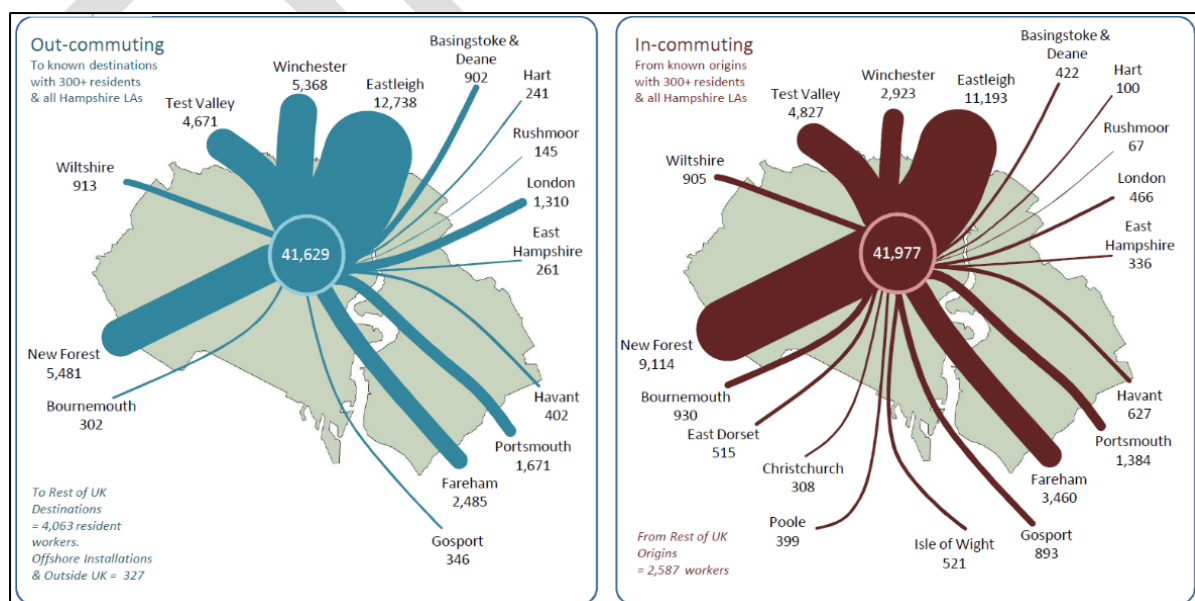 Out-commuting
To known destinations
with 300+ residents
& all Hampshire LAs
Wiltshire
913
Test Valley
4,671
Winchester
5,368
Eastleigh
12,738
Basingstoke &
Deane
902
Hart
241
Rushmoor
145
London
1,310
East
Hampshire
261
41,629
New Forest
5,481
Bournemouth
302
Havant
402
Portsmouth
1,671
Fareham
2,485
Gosport
346
To Rest of UK
Destinations
= 4,063 resident
workers.
Offshore Installations
& Outside UK = 327
In-commuting
From known origins
with 300+ residents
& all Hampshire LAs
Wiltshire
905
Test Valley
4,827
Winchester
2,923
Eastleigh
11,193
Basingstoke &
Deane
422
Hart
100
Rushmoor
67
London
466
East
Hampshire
336
41,977
New Forest
9,114
Bournemouth
930
East Dorset
515
Christchurch
308
Poole
399
Isle of Wight
521
Gosport
893
Fareham
3,460
Portsmouth
1,384
Havant
627
From Rest of UK
Origins
= 2,587 workers